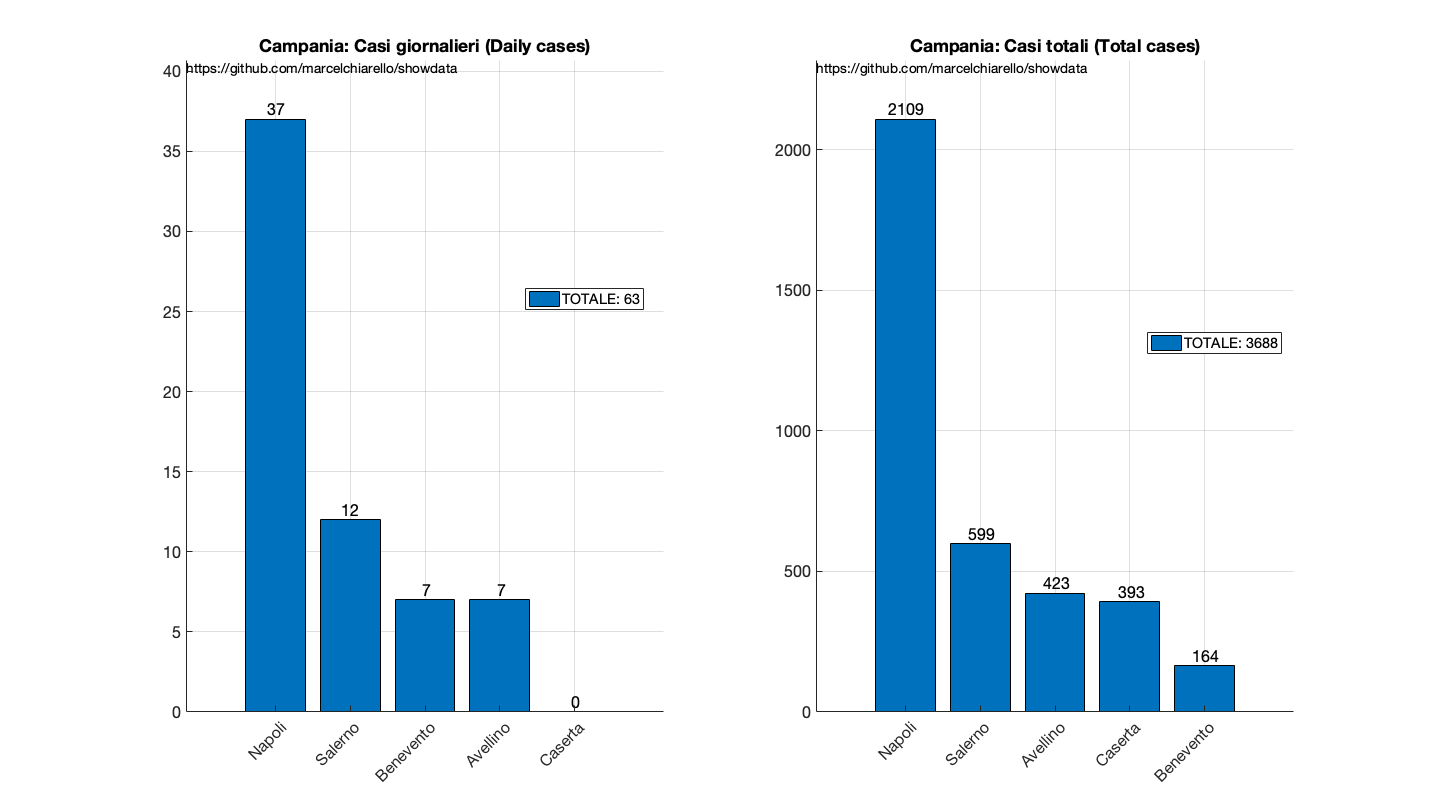 Campania: Casi giornalieri (Daily cases)
https://github.com/marcelchiarello/showdata
40
35
30
25
20
15
10
5
0
37
12
7
7
0
TOTALE: 63
Napoli
Salerno
Benevento
Avellino
Caserta
Campania: Casi totali (Total cases)
https://github.com/marcelchiarello/showdata
2000
1500
1000
500
0
2109
599
423
393
164
TOTALE: 3688
Napoli
Salerno
Avellino
Caserta
Benevento